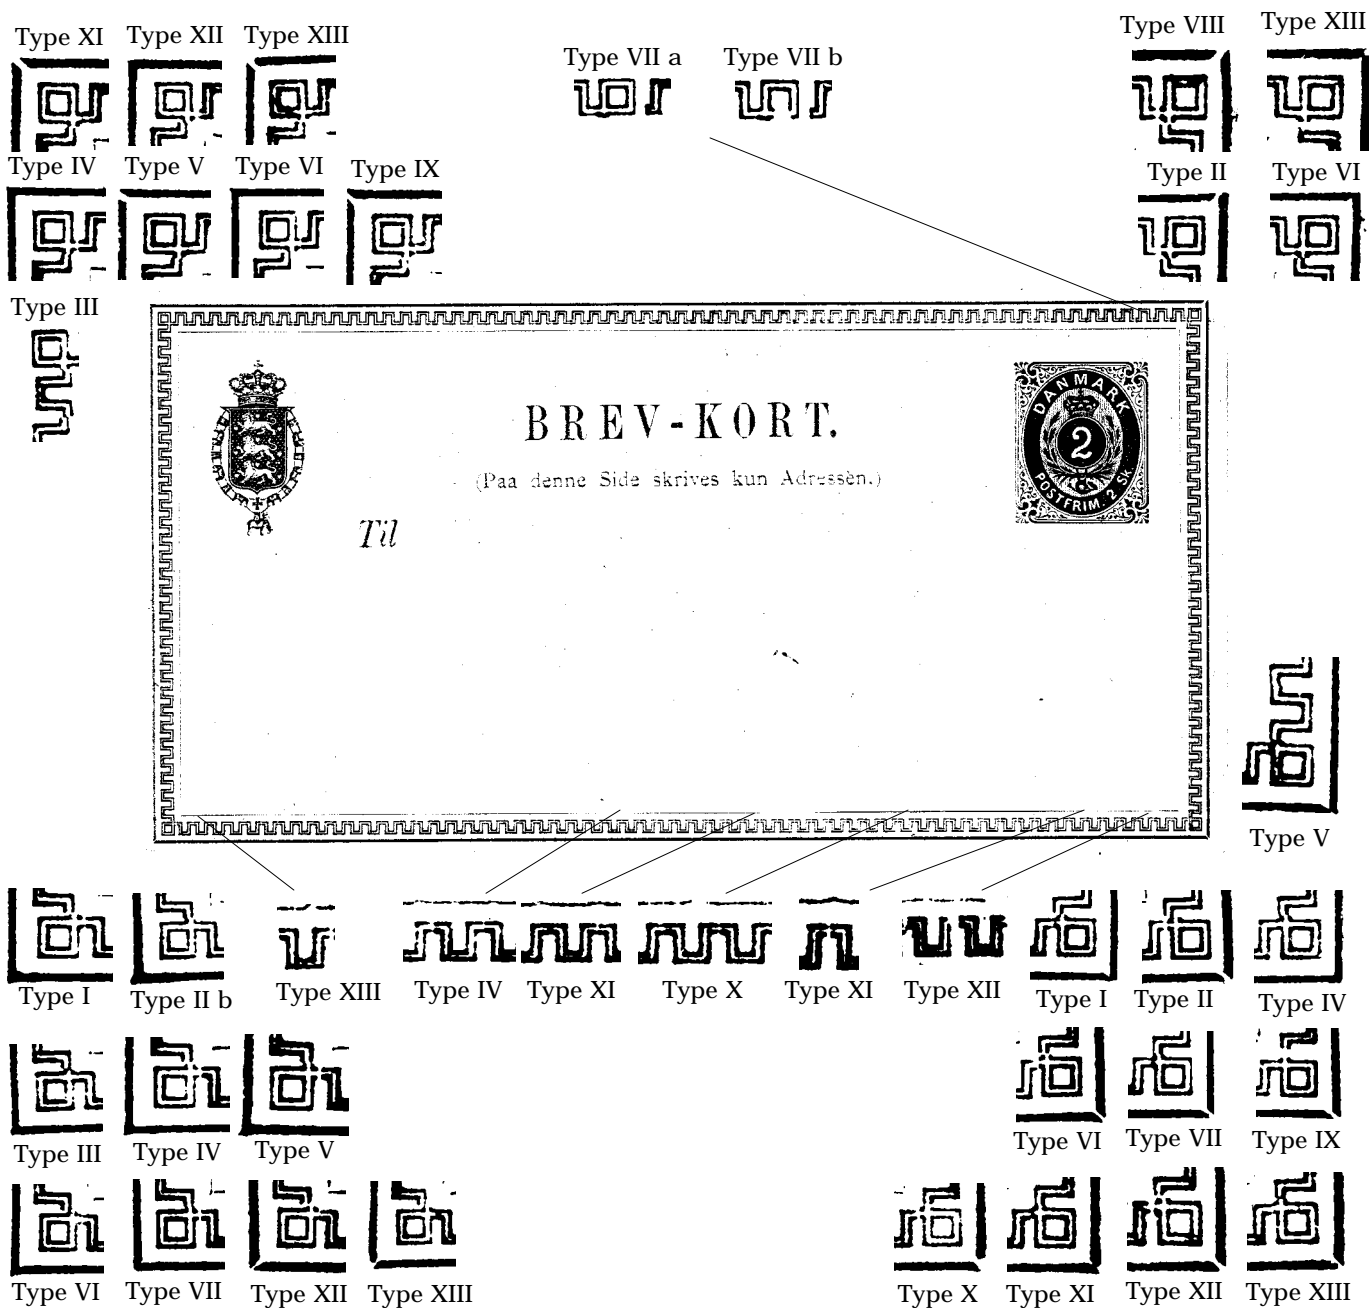 Type XI Type XII Type XIII
Type VII a Type VII b
Type VIII Type XIII
Type IV Type V Type VI Type IX
Type II Type VI
Type III
BREV-KORT.
(Paa denne Side skrives kun Adressen.)
Til
DANMARK
2
POSTFRIM. 2 SK.
Type V
Type I Type II b Type XIII Type IV Type XI Type X Type XI Type XII Type I Type II Type IV
Type III Type IV Type V
Type VI Type VII Type IX
Type VI Type VII Type XII Type XIII
Type X Type XI Type XII Type XIII